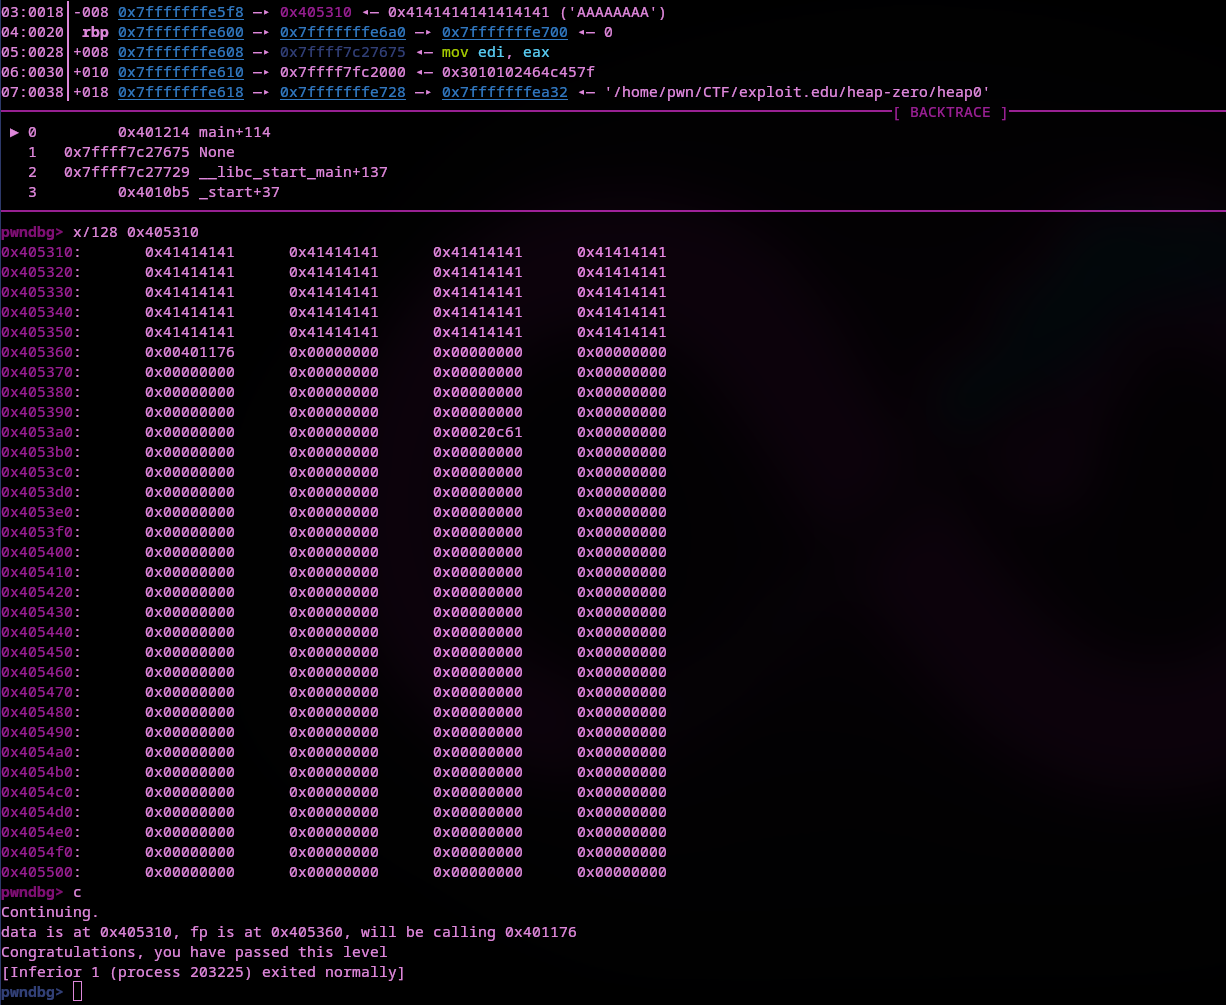 03:0018│-008 0x7fffffffe5f8 —▸ 0x405310 ◂— 0x4141414141414141 ('AAAAAAAA')
04:0020│ rbp 0x7fffffffe600 —▸ 0x7fffffffe6a0 —▸ 0x7fffffffe700 ◂— 0
05:0028│+008 0x7fffffffe608 —▸ 0x7ffff7c27675 ◂— mov edi, eax
06:0030│+010 0x7fffffffe610 —▸ 0x7ffff7fc2000 ◂— 0x3010102464c457f
07:0038│+018 0x7fffffffe618 —▸ 0x7fffffffe728 —▸ 0x7fffffffea32 ◂— '/home/pwn/CTF/exploit.edu/heap-zero/heap0'
[ BACKTRACE ]
► 0 0x401214 main+114
1 0x7ffff7c27675 None
2 0x7ffff7c27729 __libc_start_main+137
3 0x4010b5 _start+37
pwndbg> x/128 0x405310
0x405310: 0x41414141 0x41414141 0x41414141 0x41414141
0x405320: 0x41414141 0x41414141 0x41414141 0x41414141
0x405330: 0x41414141 0x41414141 0x41414141 0x41414141
0x405340: 0x41414141 0x41414141 0x41414141 0x41414141
0x405350: 0x41414141 0x41414141 0x41414141 0x41414141
0x405360: 0x00401176 0x00000000 0x00000000 0x00000000
0x405370: 0x00000000 0x00000000 0x00000000 0x00000000
0x405380: 0x00000000 0x00000000 0x00000000 0x00000000
0x405390: 0x00000000 0x00000000 0x00000000 0x00000000
0x4053a0: 0x00000000 0x00000000 0x00020c61 0x00000000
0x4053b0: 0x00000000 0x00000000 0x00000000 0x00000000
0x4053c0: 0x00000000 0x00000000 0x00000000 0x00000000
0x4053d0: 0x00000000 0x00000000 0x00000000 0x00000000
0x4053e0: 0x00000000 0x00000000 0x00000000 0x00000000
0x4053f0: 0x00000000 0x00000000 0x00000000 0x00000000
0x405400: 0x00000000 0x00000000 0x00000000 0x00000000
0x405410: 0x00000000 0x00000000 0x00000000 0x00000000
0x405420: 0x00000000 0x00000000 0x00000000 0x00000000
0x405430: 0x00000000 0x00000000 0x00000000 0x00000000
0x405440: 0x00000000 0x00000000 0x00000000 0x00000000
0x405450: 0x00000000 0x00000000 0x00000000 0x00000000
0x405460: 0x00000000 0x00000000 0x00000000 0x00000000
0x405470: 0x00000000 0x00000000 0x00000000 0x00000000
0x405480: 0x00000000 0x00000000 0x00000000 0x00000000
0x405490: 0x00000000 0x00000000 0x00000000 0x00000000
0x4054a0: 0x00000000 0x00000000 0x00000000 0x00000000
0x4054b0: 0x00000000 0x00000000 0x00000000 0x00000000
0x4054c0: 0x00000000 0x00000000 0x00000000 0x00000000
0x4054d0: 0x00000000 0x00000000 0x00000000 0x00000000
0x4054e0: 0x00000000 0x00000000 0x00000000 0x00000000
0x4054f0: 0x00000000 0x00000000 0x00000000 0x00000000
0x405500: 0x00000000 0x00000000 0x00000000 0x00000000
pwndbg> c
Continuing.
data is at 0x405310, fp is at 0x405360, will be calling 0x401176
Congratulations, you have passed this level
[Inferior 1 (process 203225) exited normally]
pwndbg>